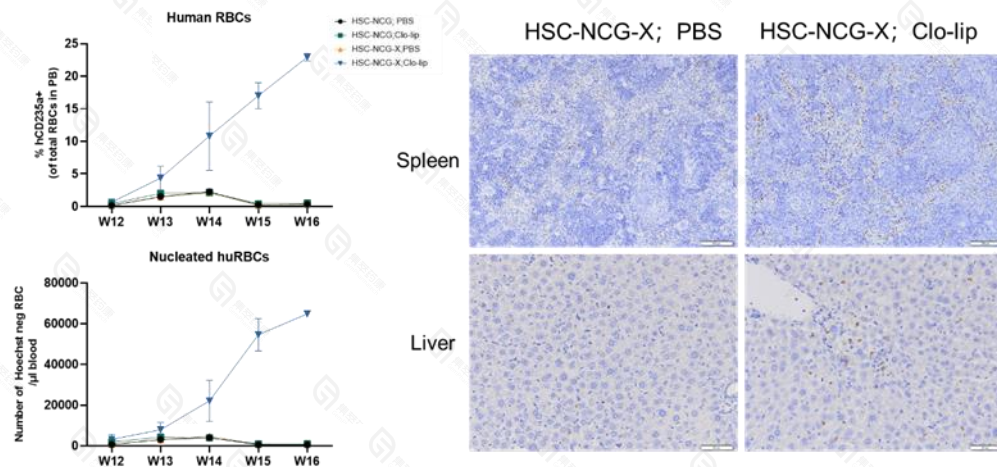 Human RBCs
HSC-NCG; PBS
HSC-NCG;Clo-lip
HSC-NCG-X;PBS
HSC-NCG-X;Clo-lip
% hCD235a+
(of total RBCs in PB)
25
20
15
10
5
0
W12 W13 W14 W15 W16
Nucleated huRBCs
Number of Hoechst neg RBC
/µl blood
80000
60000
40000
20000
0
W12 W13 W14 W15 W16
HSC-NCG-X; PBS HSC-NCG-X; Clo-lip
Spleen
Liver